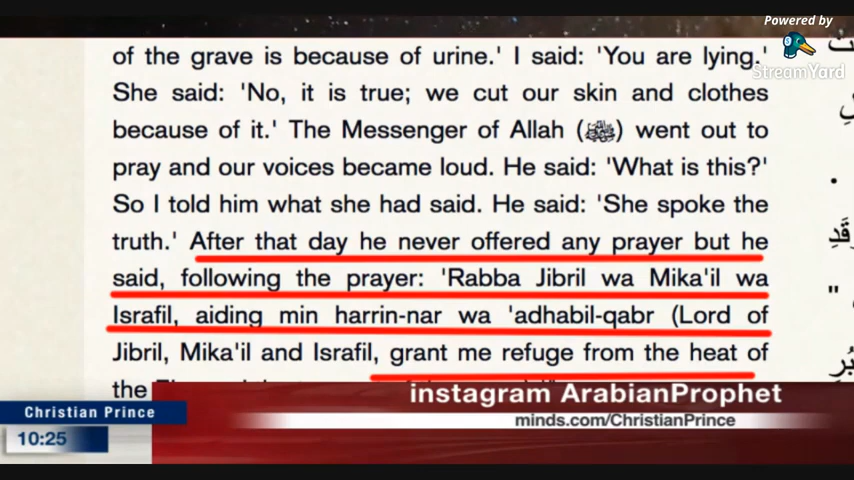 Powered by
StreamYard
of the grave is because of urine.' I said: 'You are lying.'
She said: 'No, it is true; we cut our skin and clothes
because of it.' The Messenger of Allah (ﷺ) went out to
pray and our voices became loud. He said: 'What is this?'
So I told him what she had said. He said: 'She spoke the
truth.' After that day he never offered any prayer but he
said, following the prayer: 'Rabba Jibril wa Mika'il wa
Israfil, aiding min harrin-nar wa 'adhabil-qabr (Lord of
Jibril, Mika'il and Israfil, grant me refuge from the heat of
the
instagram ArabianProphet
Christian Prince
minds.com/ChristianPrince
10:25